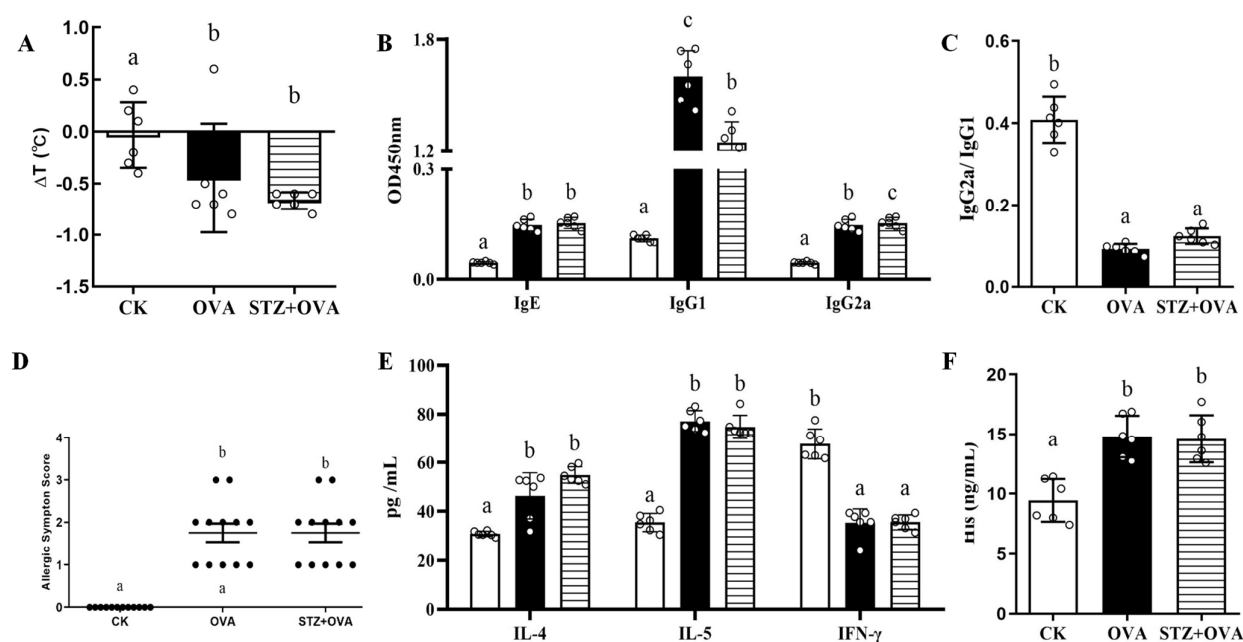 A
ΔT (℃)
1.0
0.5
0.0
-0.5
-1.0
-1.5
a
b
b
CK
OVA
STZ+OVA
B
OD450nm
1.8
1.2
0.3
0.0
a
b
b
a
c
b
a
b
c
IgE
IgG1
IgG2a
C
IgG2a/ IgG1
0.6
0.4
0.2
0.0
b
a
a
CK
OVA
STZ+OVA
D
Allergic Sympton Score
4
3
2
1
0
a
b
a
b
CK
OVA
STZ+OVA
E
pg /mL
100
80
60
40
20
0
a
b
b
a
b
b
b
a
a
IL-4
IL-5
IFN-γ
F
His (ng/mL)
20
15
10
5
0
a
b
b
CK
OVA
STZ+OVA